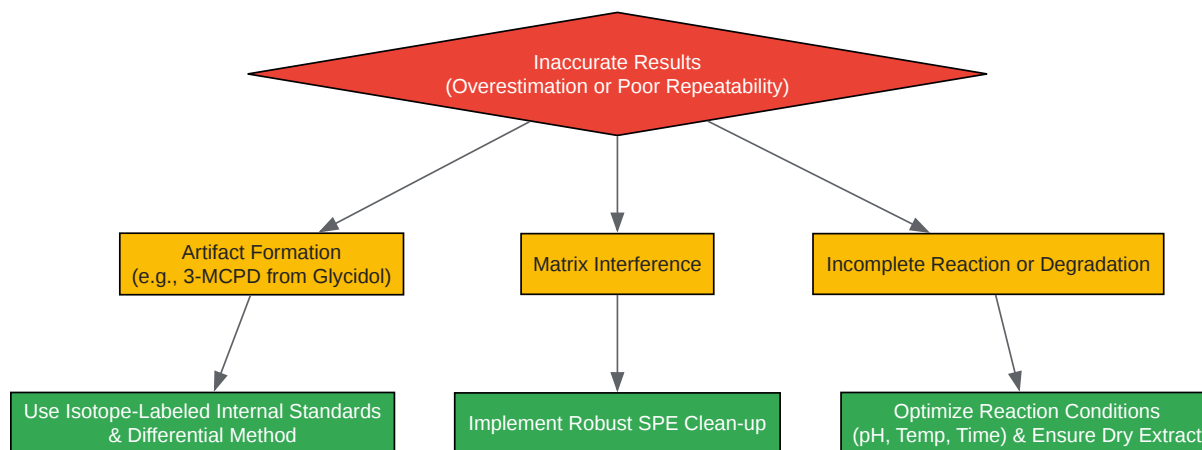 Inaccurate Results
(Overestimation or Poor Repeatability)
Artifact Formation
(e.g., 3-MCPD from Glycidol)
Matrix Interference
Incomplete Reaction or Degradation
Use Isotope-Labeled Internal Standards
& Differential Method
Implement Robust SPE Clean-up
Optimize Reaction Conditions
(pH, Temp, Time) & Ensure Dry Extract